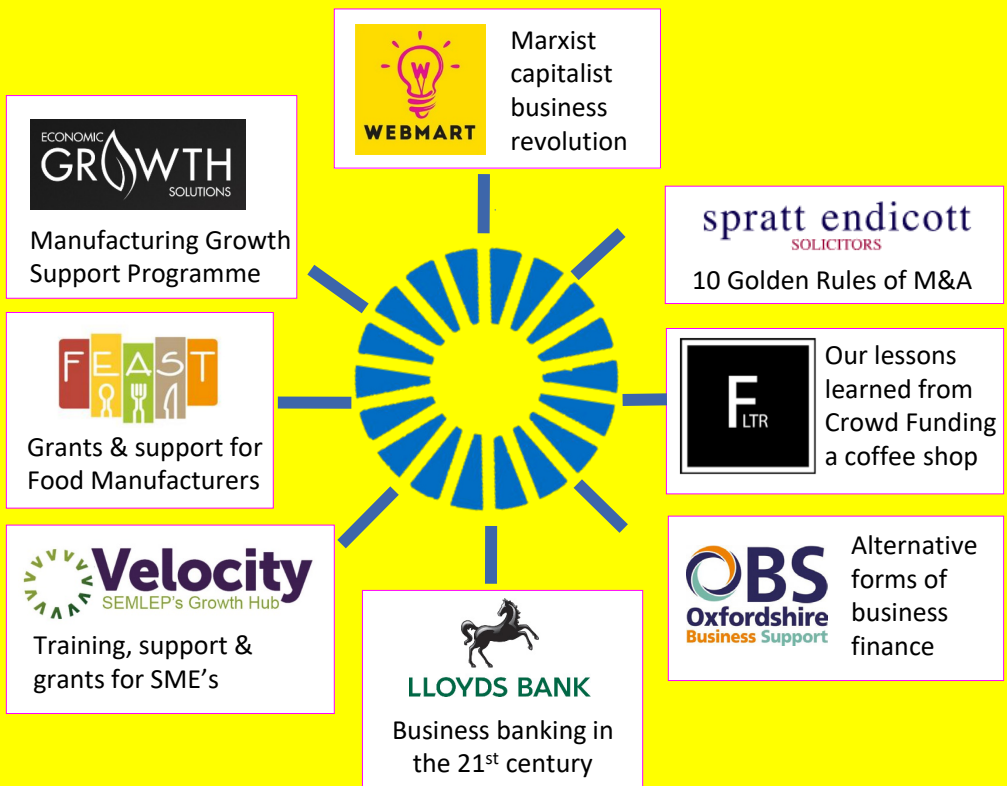 W
WEBMART
Marxist
capitalist
business
revolution
ECONOMIC
GROWTH
SOLUTIONS
Manufacturing Growth
Support Programme
spratt endicott
SOLICITORS
10 Golden Rules of M&A
FEAST
Grants & support for
Food Manufacturers
F
LTR
Our lessons
learned from
Crowd Funding
a coffee shop
Velocity
SEMLEP's Growth Hub
Training, support &
grants for SME's
OBS
Oxfordshire
Business Support
Alternative
forms of
business
finance
LLOYDS BANK
Business banking in
the 21st century